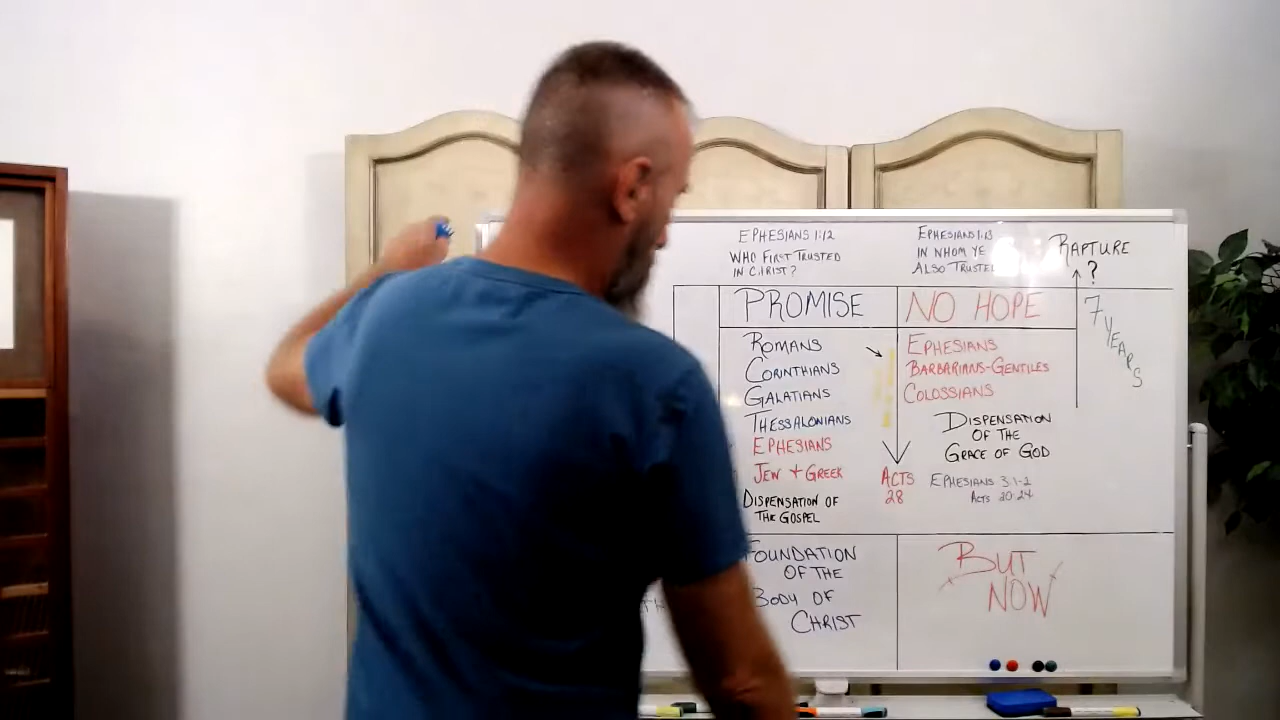 EPHESIANS 1:12
WHO FIRST TRUSTED
IN CHRIST?
EPHESIANS 1:13
IN WHOM YE
ALSO TRUSTED
RAPTURE
?
PROMISE
NO HOPE
7 YEARS
ROMANS
CORINTHIANS
GALATIANS
THESSALONIANS
EPHESIANS
JEW + GREEK
DISPENSATION OF
THE GOSPEL
ACTS
28
EPHESIANS
BARBARIANS-GENTILES
COLOSSIANS
DISPENSATION
OF THE
GRACE OF GOD
EPHESIANS 3:1-2
ACTS 20:24
FOUNDATION
OF THE
BODY OF
CHRIST
BUT
NOW